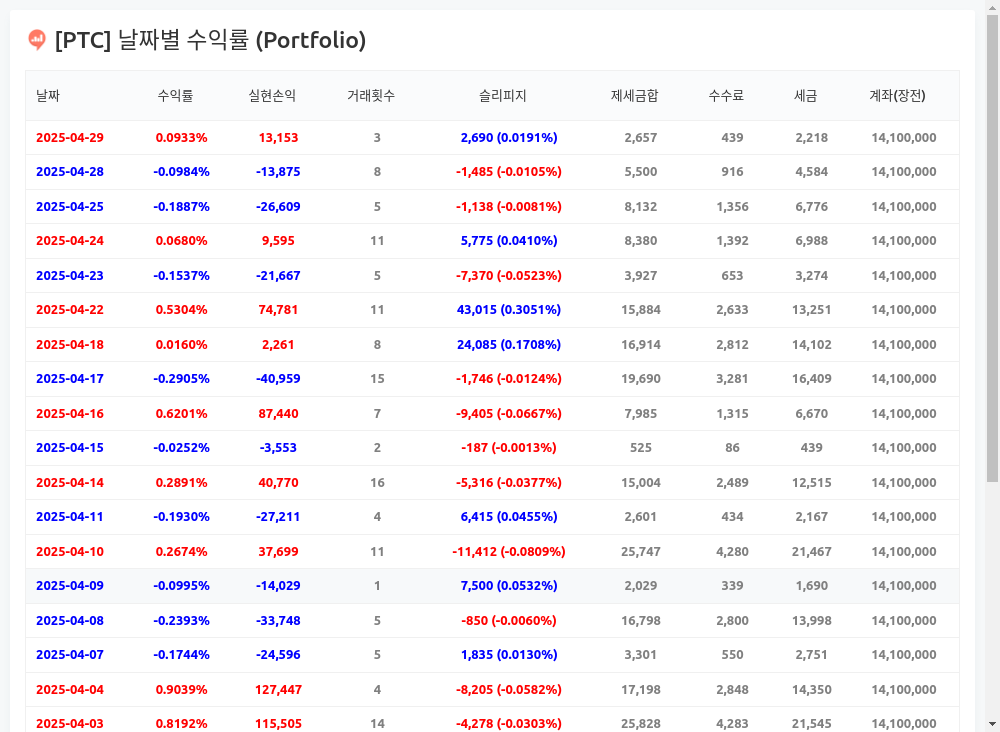 [PTC] 날짜별 수익률 (Portfolio)
날짜 수익률 실현손익 거래횟수 슬리피지 제세금합 수수료 세금 계좌(장전)
2025-04-29 0.0933% 13,153 3 2,690 (0.0191%) 2,657 439 2,218 14,100,000
2025-04-28 -0.0984% -13,875 8 -1,485 (-0.0105%) 5,500 916 4,584 14,100,000
2025-04-25 -0.1887% -26,609 5 -1,138 (-0.0081%) 8,132 1,356 6,776 14,100,000
2025-04-24 0.0680% 9,595 11 5,775 (0.0410%) 8,380 1,392 6,988 14,100,000
2025-04-23 -0.1537% -21,667 5 -7,370 (-0.0523%) 3,927 653 3,274 14,100,000
2025-04-22 0.5304% 74,781 11 43,015 (0.3051%) 15,884 2,633 13,251 14,100,000
2025-04-18 0.0160% 2,261 8 24,085 (0.1708%) 16,914 2,812 14,102 14,100,000
2025-04-17 -0.2905% -40,959 15 -1,746 (-0.0124%) 19,690 3,281 16,409 14,100,000
2025-04-16 0.6201% 87,440 7 -9,405 (-0.0667%) 7,985 1,315 6,670 14,100,000
2025-04-15 -0.0252% -3,553 2 -187 (-0.0013%) 525 86 439 14,100,000
2025-04-14 0.2891% 40,770 16 -5,316 (-0.0377%) 15,004 2,489 12,515 14,100,000
2025-04-11 -0.1930% -27,211 4 6,415 (0.0455%) 2,601 434 2,167 14,100,000
2025-04-10 0.2674% 37,699 11 -11,412 (-0.0809%) 25,747 4,280 21,467 14,100,000
2025-04-09 -0.0995% -14,029 1 7,500 (0.0532%) 2,029 339 1,690 14,100,000
2025-04-08 -0.2393% -33,748 5 -850 (-0.0060%) 16,798 2,800 13,998 14,100,000
2025-04-07 -0.1744% -24,596 5 1,835 (0.0130%) 3,301 550 2,751 14,100,000
2025-04-04 0.9039% 127,447 4 -8,205 (-0.0582%) 17,198 2,848 14,350 14,100,000
2025-04-03 0.8192% 115,505 14 -4,278 (-0.0303%) 25,828 4,283 21,545 14,100,000